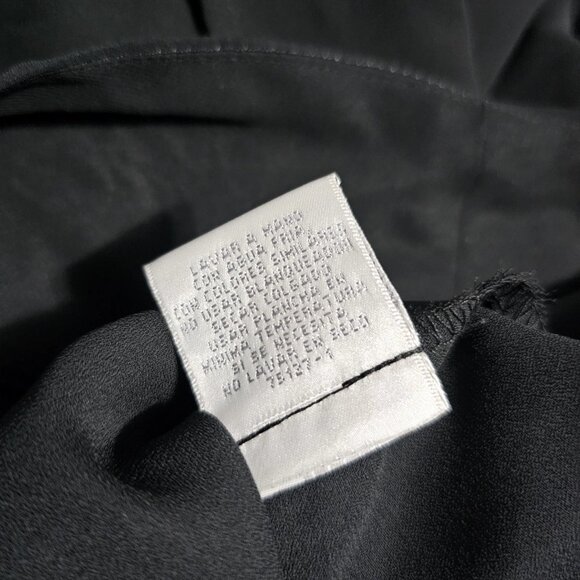 LAVAR A MANO
CON AGUA FRIA
CON COLORES SIMILARES
NO USAR BLANQUEADOR
SECAR COLGADO
USAR PLANCHA EN
MINIMA TEMPERATURA
SI SE NECESITA
NO LAVAR EN SECO
75137-1